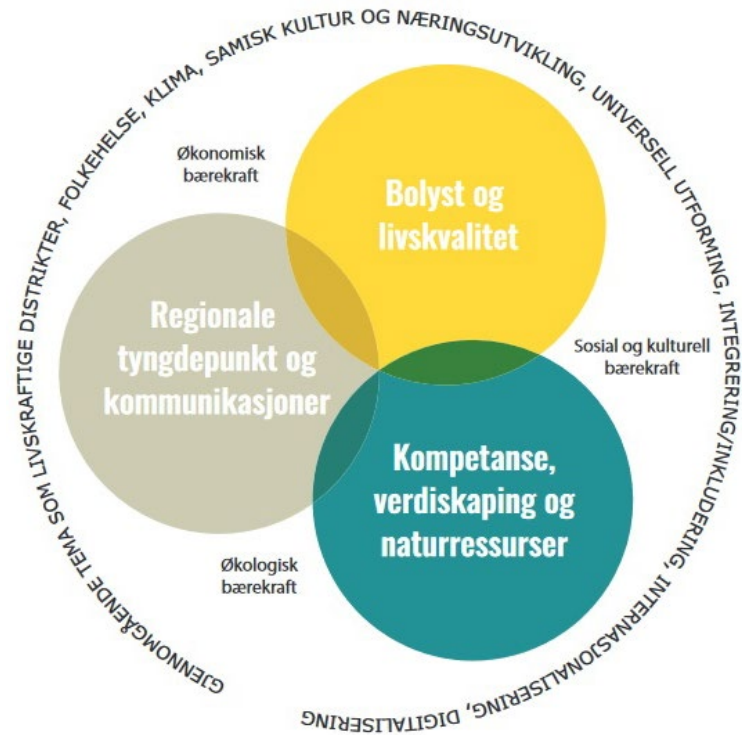 GJENNOMGÅENDE TEMA SOM LIVSKRAFTIGE DISTRIKTER, FOLKEHELSE, KLIMA, SAMISK KULTUR OG NÆRINGSUTVIKLING, UNIVERSELL UTFORMING, INTEGRERING/INKLUDERING, INTERNASJONALISERING, DIGITALISERING
Økonomisk
bærekraft
Bolyst og
livskvalitet
Regionale
tyngdepunkt og
kommunikasjoner
Sosial og kulturell
bærekraft
Kompetanse,
verdiskaping og
naturressurser
Økologisk
bærekraft